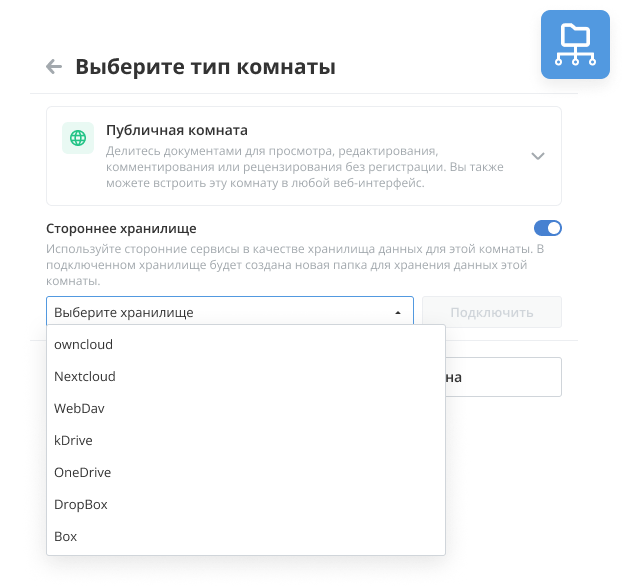 Выберите тип комнаты
Публичная комната
Делитесь документами для просмотра, редактирования,
комментирования или рецензирования без регистрации. Вы также
можете встроить эту комнату в любой веб-интерфейс.
Стороннее хранилище
Используйте сторонние сервисы в качестве хранилища данных для этой комнаты. В
подключенном хранилище будет создана новая папка для хранения данных этой
комнаты.
Выберите хранилище
Подключить
owncloud
на
Nextcloud
WebDav
kDrive
OneDrive
DropBox
Box